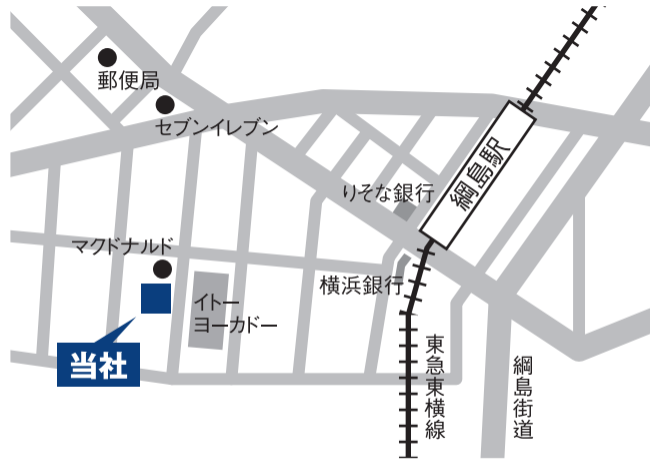 郵便局
セブンイレブン
綱島駅
りそな銀行
マクドナルド
横浜銀行
イトー
ヨーカドー
当社
東急東横線
綱島街道